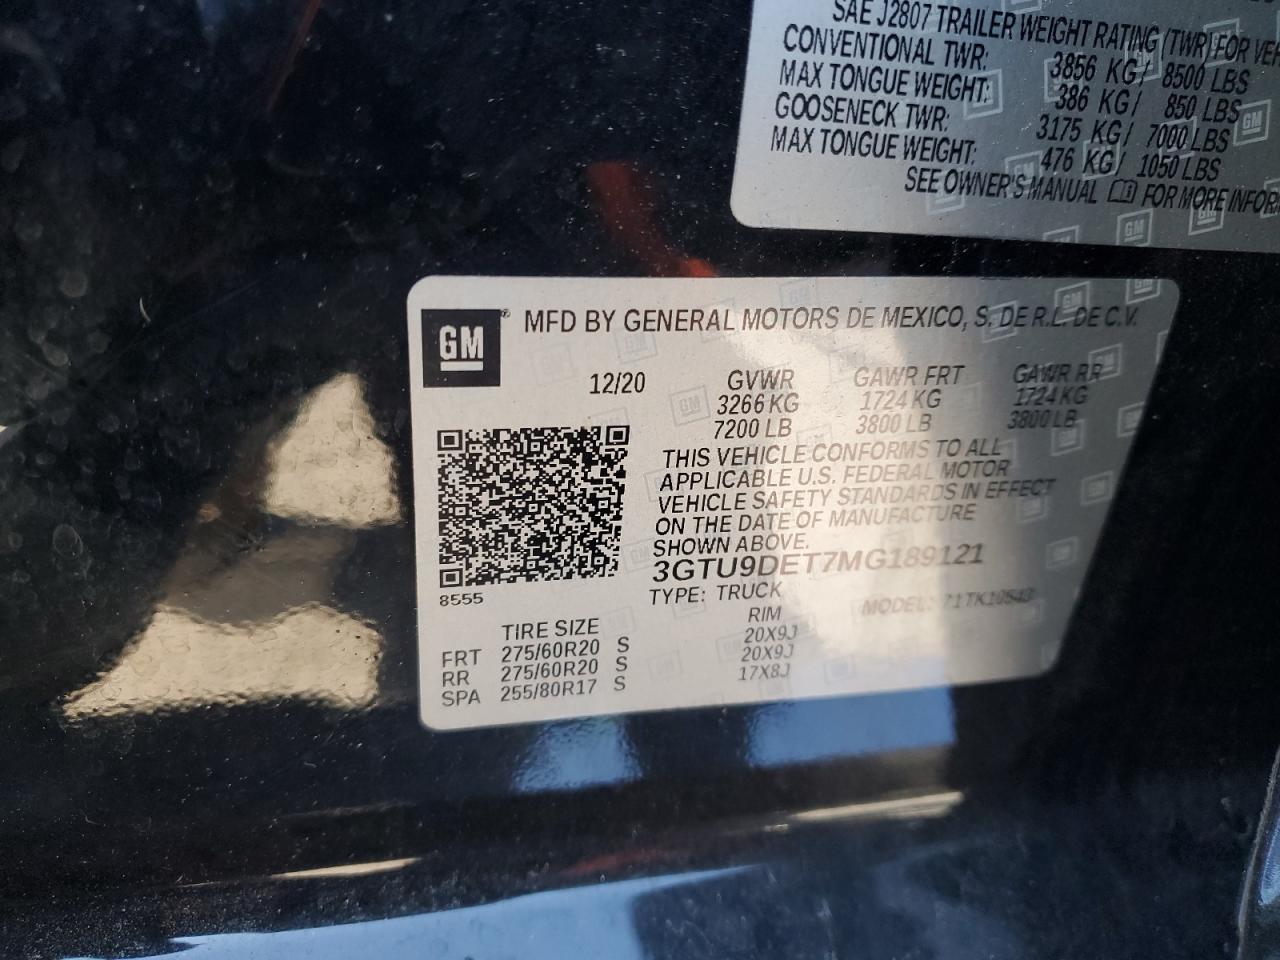 SAE J2807 TRAILER WEIGHT RATING (TWR) FOR
CONVENTIONAL TWR: 3856 KG/ 8500 LBS
MAX TONGUE WEIGHT: 386 KG/ 850 LBS
GOOSENECK TWR: 3175 KG/ 7000 LBS
MAX TONGUE WEIGHT: 476 KG/ 1050 LBS
SEE OWNER'S MANUAL FOR MORE
GM
MFD BY GENERAL MOTORS DE MEXICO, S. DE R.L. DE C.V.
12/20 GVWR GAWR FRT GAWR RR
3266 KG 1724 KG 1724 KG
7200 LB 3800 LB 3800 LB
THIS VEHICLE CONFORMS TO ALL
APPLICABLE U.S. FEDERAL MOTOR
VEHICLE SAFETY STANDARDS IN EFFECT
ON THE DATE OF MANUFACTURE
SHOWN ABOVE.
3GTU9DET7MG189121
8555
TYPE: TRUCK MODEL: 71TK10543
TIRE SIZE RIM
FRT 275/60R20 S 20X9J
RR 275/60R20 S 20X9J
SPA 255/80R17 S 17X8J